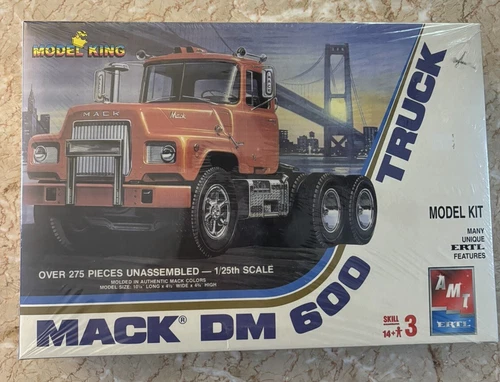 MODEL KING
MACK
Mack
TRUCK
MODEL KIT
MANY
UNIQUE
ERTL
FEATURES
OVER 275 PIECES UNASSEMBLED — 1/25th SCALE
MOLDED IN AUTHENTIC MACK COLORS
AMT
ERTL
SKILL
14+ 3
MACK® DM 600